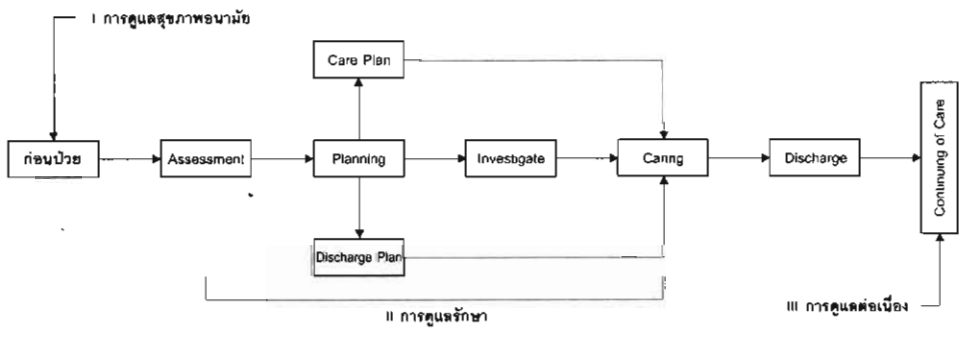 I การดูแลสุขภาพอนามัย
Care Plan
ก่อนป่วย
Assessment
Planning
Investigate
Caring
Discharge
Continuing of Care
Discharge Plan
II การดูแลรักษา
III การดูแลต่อเนื่อง